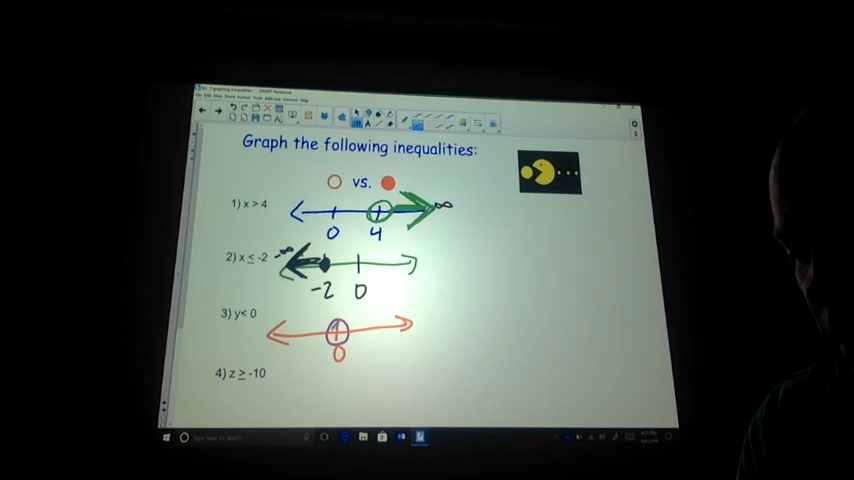 Graph the following inequalities:
vs.
1) x > 4
∞
0 4
2) x ≤ -2
-∞
-2 0
3) y< 0
0
4) z ≥ -10